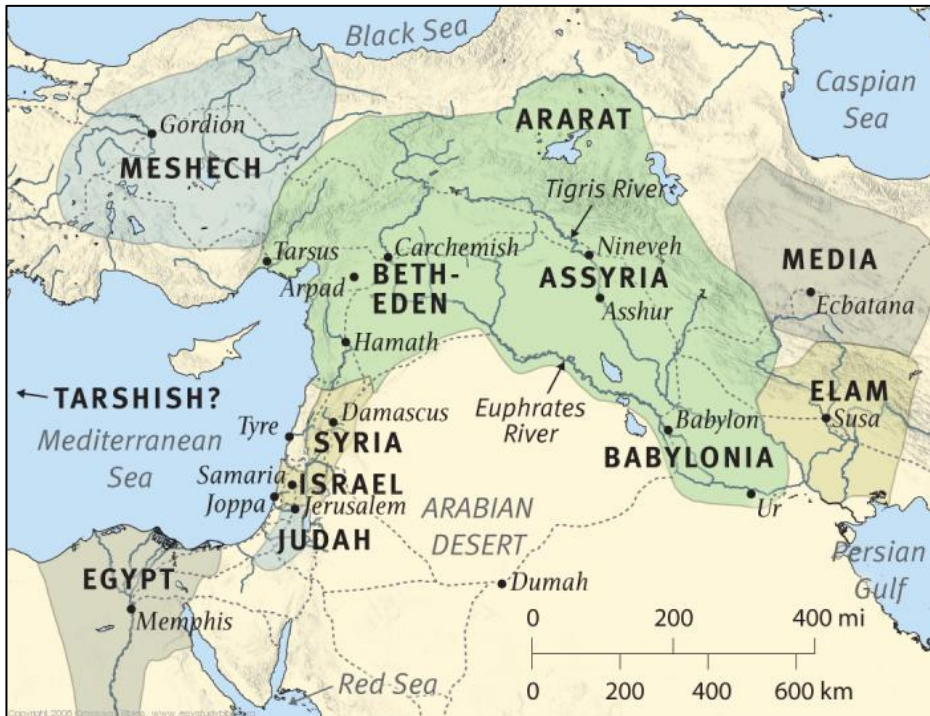 Black Sea
Caspian
Sea
ARARAT
Gordion
MESHECH
Tigris River
Tarsus
Carchemish
Nineveh
MEDIA
BETH-
EDEN
Arpad
ASSYRIA
Asshur
Ecbatana
Hamath
TARSHISH?
ELAM
Mediterranean
Sea
Tyre
Damascus
SYRIA
Euphrates
River
Babylon
Susa
BABYLONIA
Samaria
ISRAEL
Joppa
Jerusalem
JUDAH
ARABIAN
DESERT
Ur
Persian
Gulf
EGYPT
Memphis
Dumah
0 200 400 mi
0 200 400 600 km
Red Sea